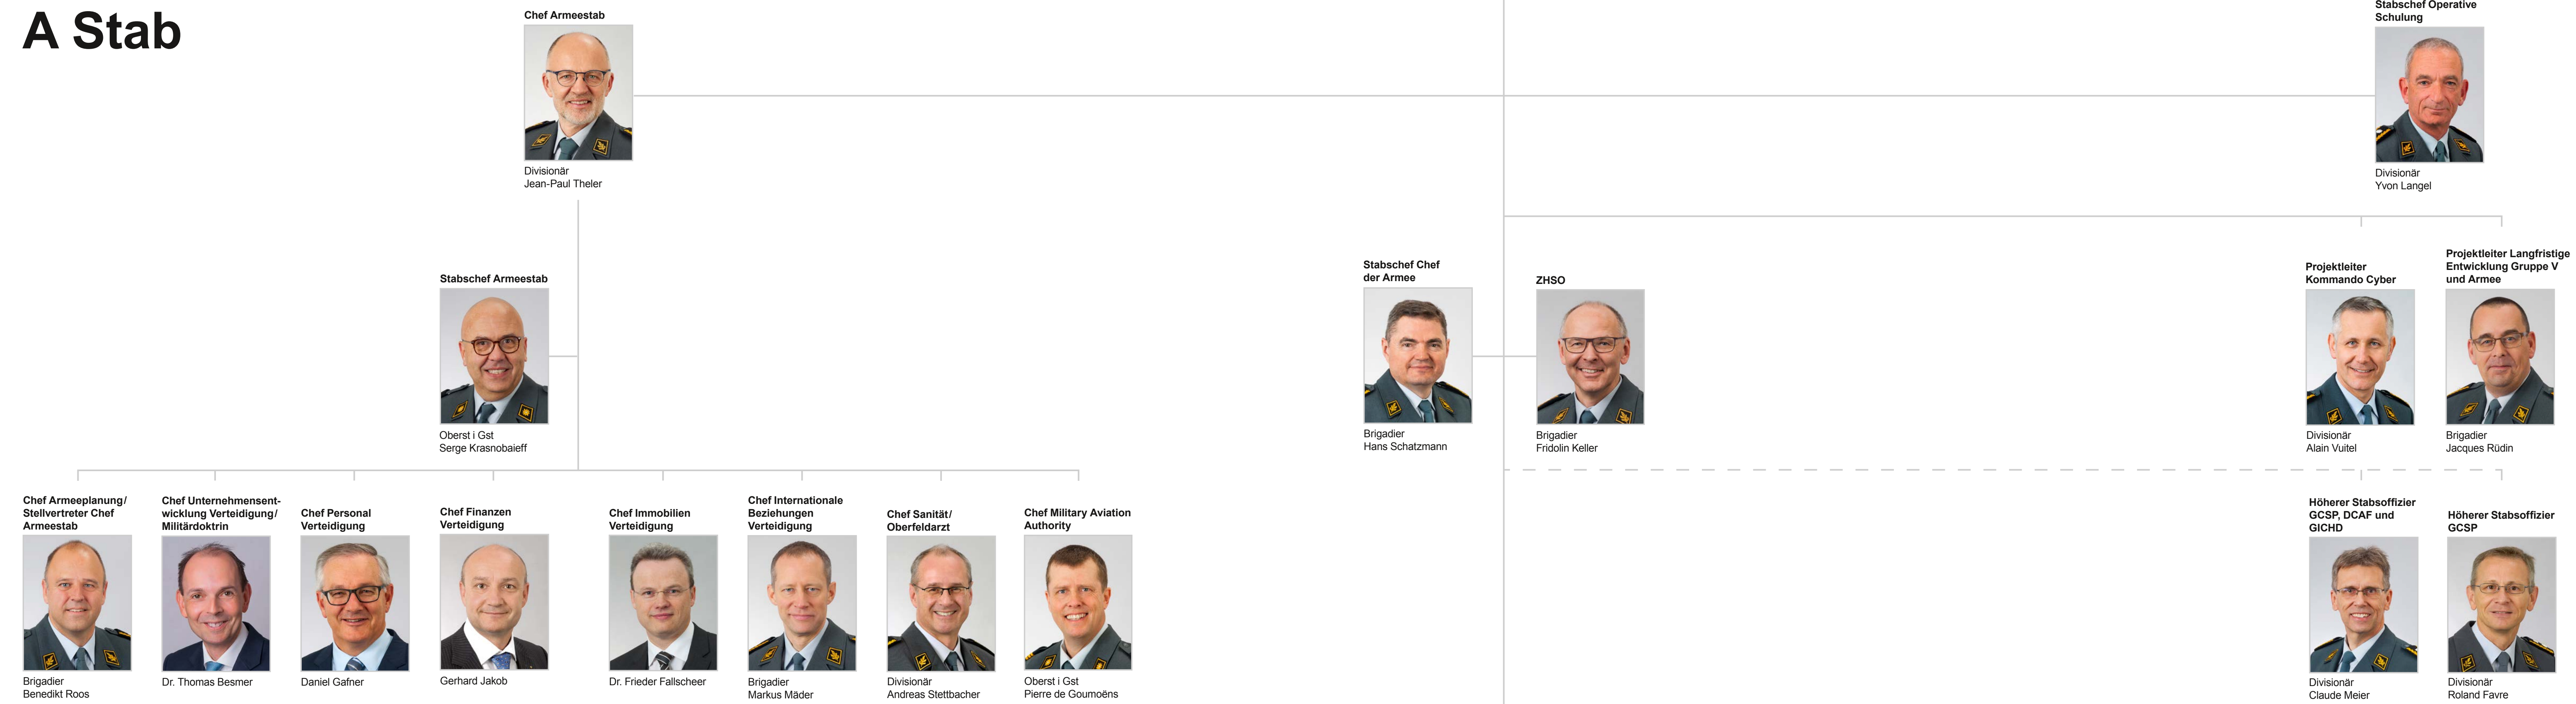 A Stab
Chef Armeestab
Divisionär
Jean-Paul Theler
Stabschef Operative
Schulung
Divisionär
Yvon Langel
Stabschef Armeestab
Oberst i Gst
Serge Krasnobaieff
Stabschef Chef
der Armee
Brigadier
Hans Schatzmann
ZHSO
Brigadier
Fridolin Keller
Projektleiter
Kommando Cyber
Divisionär
Alain Vuitel
Projektleiter Langfristige
Entwicklung Gruppe V
und Armee
Brigadier
Jacques Rüdin
Chef Armeeplanung/
Stellvertreter Chef
Armeestab
Brigadier
Benedikt Roos
Chef Unternehmensent-
wicklung Verteidigung/
Militärdoktrin
Dr. Thomas Besmer
Chef Personal
Verteidigung
Daniel Gafner
Chef Finanzen
Verteidigung
Gerhard Jakob
Chef Immobilien
Verteidigung
Dr. Frieder Fallscheer
Chef Internationale
Beziehungen
Verteidigung
Brigadier
Markus Mäder
Chef Sanität/
Oberfeldarzt
Divisionär
Andreas Stettbacher
Chef Military Aviation
Authority
Oberst i Gst
Pierre de Goumoëns
Höherer Stabsoffizier
GCSP, DCAF und
GICHD
Divisionär
Claude Meier
Höherer Stabsoffizier
GCSP
Divisionär
Roland Favre